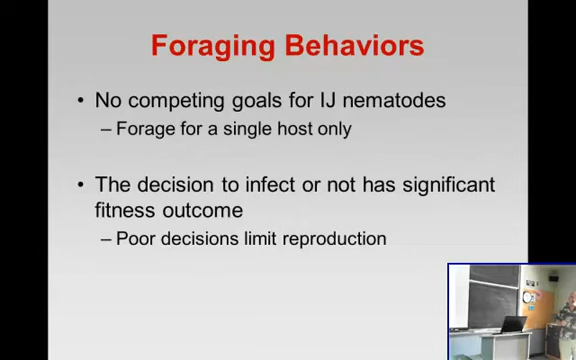 Foraging Behaviors
• No competing goals for IJ nematodes
– Forage for a single host only
• The decision to infect or not has significant
fitness outcome
– Poor decisions limit reproduction